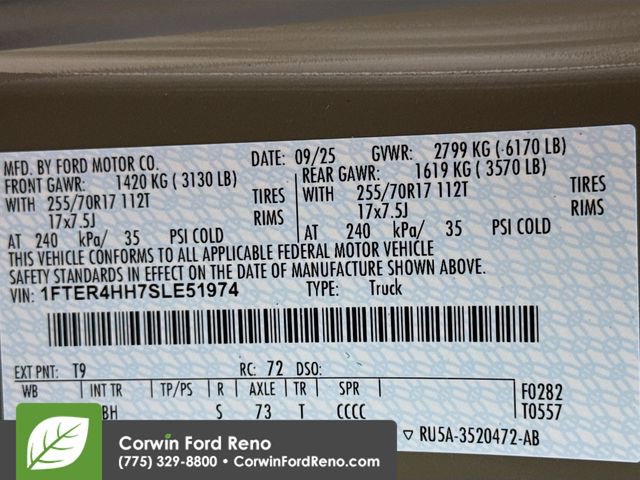 MFD. BY FORD MOTOR CO. DATE: 09/25 GVWR: 2799 KG ( 6170 LB)
FRONT GAWR: 1420 KG ( 3130 LB) REAR GAWR: 1619 KG ( 3570 LB)
WITH 255/70R17 112T TIRES WITH 255/70R17 112T TIRES
17x7.5J RIMS 17x7.5J RIMS
AT 240 kPa/ 35 PSI COLD AT 240 kPa/ 35 PSI COLD
THIS VEHICLE CONFORMS TO ALL APPLICABLE FEDERAL MOTOR VEHICLE
SAFETY STANDARDS IN EFFECT ON THE DATE OF MANUFACTURE SHOWN ABOVE.
VIN: 1FTER4HH7SLE51974 TYPE: Truck
EXT PNT: T9 RC: 72 DSO:
WB INT TR TP/PS R AXLE TR SPR F0282
BH S 73 T CCCC T0557
▽ RU5A-3520472-AB
Corwin Ford Reno
(775) 329-8800 • CorwinFordReno.com